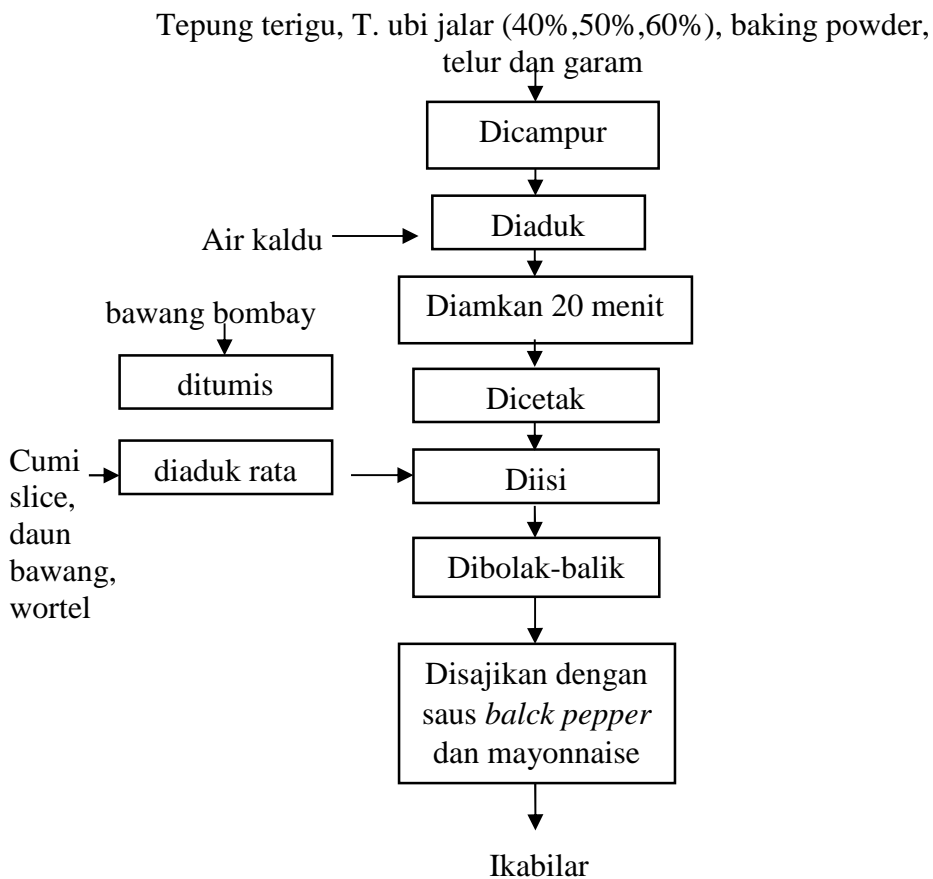 Tepung terigu, T. ubi jalar (40%,50%,60%), baking powder,
telur dan garam
Dicampur
Diaduk
Air kaldu
Diamkan 20 menit
bawang bombay
ditumis
Dicetak
Cumi
slice,
daun
bawang,
wortel
diaduk rata
Diisi
Dibolak-balik
Disajikan dengan
saus balck pepper
dan mayonnaise
Ikabilar